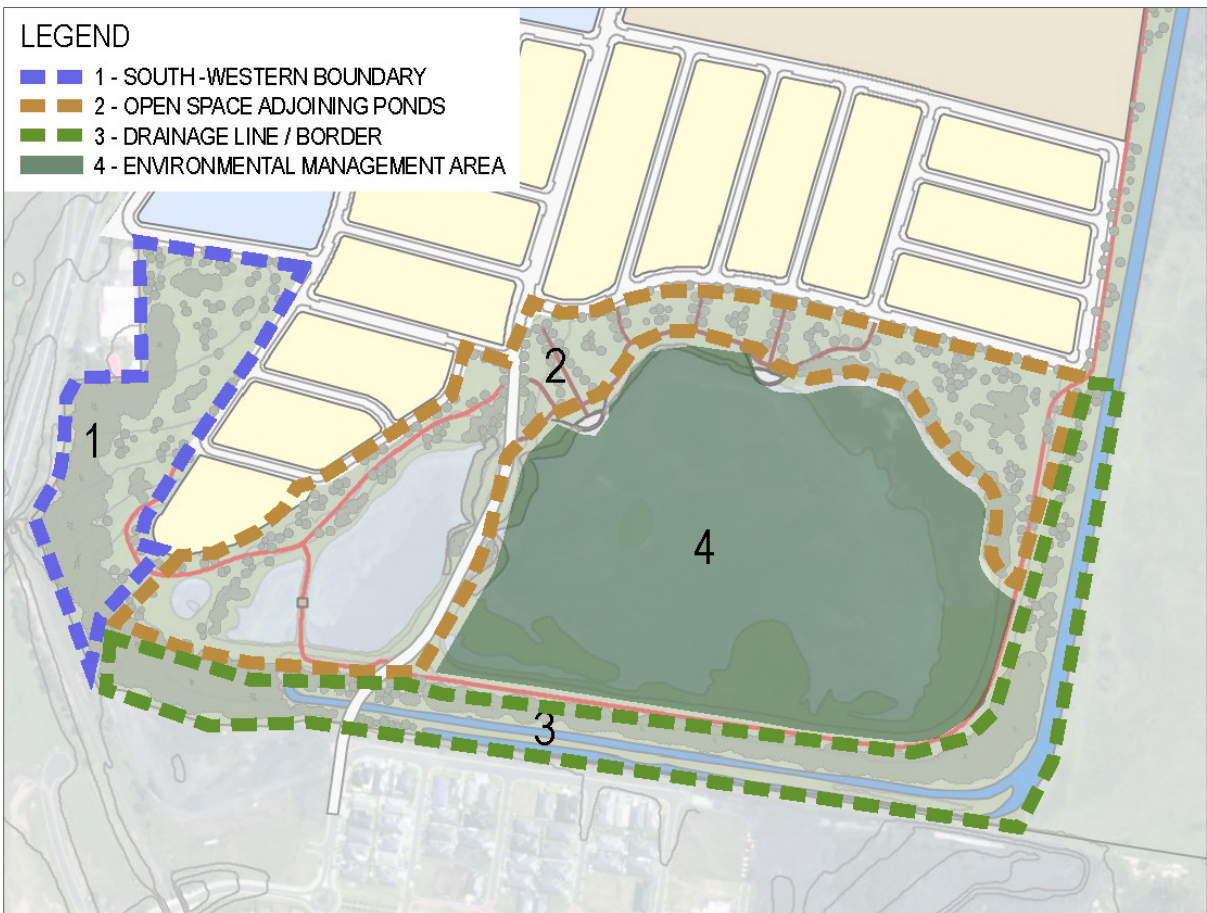 LEGEND
1 - SOUTH-WESTERN BOUNDARY
2 - OPEN SPACE ADJOINING PONDS
3 - DRAINAGE LINE / BORDER
4 - ENVIRONMENTAL MANAGEMENT AREA
2
1
4
3